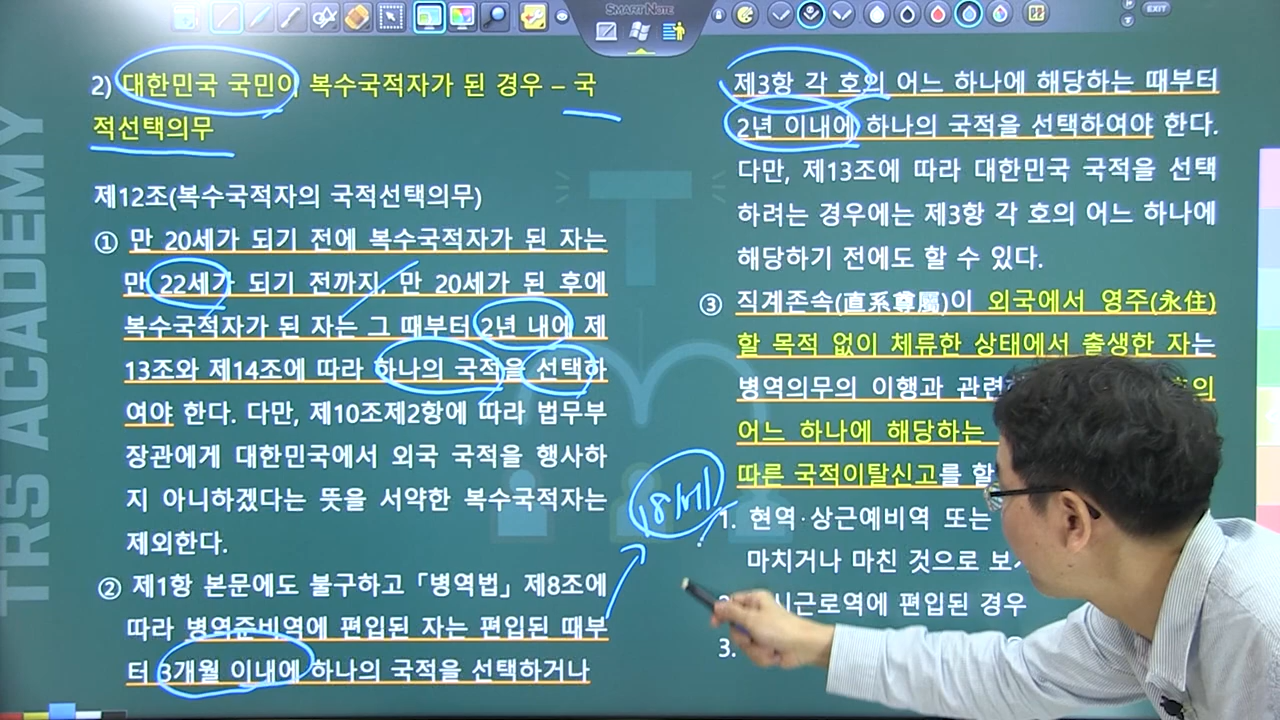 SMART NOTE
EXIT
TRS ACADEMY
2) 대한민국 국민이 복수국적자가 된 경우 – 국
적선택의무
제12조(복수국적자의 국적선택의무)
① 만 20세가 되기 전에 복수국적자가 된 자는
만 22세가 되기 전까지, 만 20세가 된 후에
복수국적자가 된 자는 그 때부터 2년 내에 제
13조와 제14조에 따라 하나의 국적을 선택하
여야 한다. 다만, 제10조제2항에 따라 법무부
장관에게 대한민국에서 외국 국적을 행사하
지 아니하겠다는 뜻을 서약한 복수국적자는
제외한다.
② 제1항 본문에도 불구하고 「병역법」 제8조에
따라 병역준비역에 편입된 자는 편입된 때부
터 3개월 이내에 하나의 국적을 선택하거나
18세
제3항 각 호의 어느 하나에 해당하는 때부터
2년 이내에 하나의 국적을 선택하여야 한다.
다만, 제13조에 따라 대한민국 국적을 선택
하려는 경우에는 제3항 각 호의 어느 하나에
해당하기 전에도 할 수 있다.
③ 직계존속(直系尊屬)이 외국에서 영주(永住)
할 목적 없이 체류한 상태에서 출생한 자는
병역의무의 이행과 호의
어느 하나에 해당하는
따른 국적이탈신고를 할
1. 현역·상근예비역 또는
마치거나 마친 것으로
편입된 경우
3.